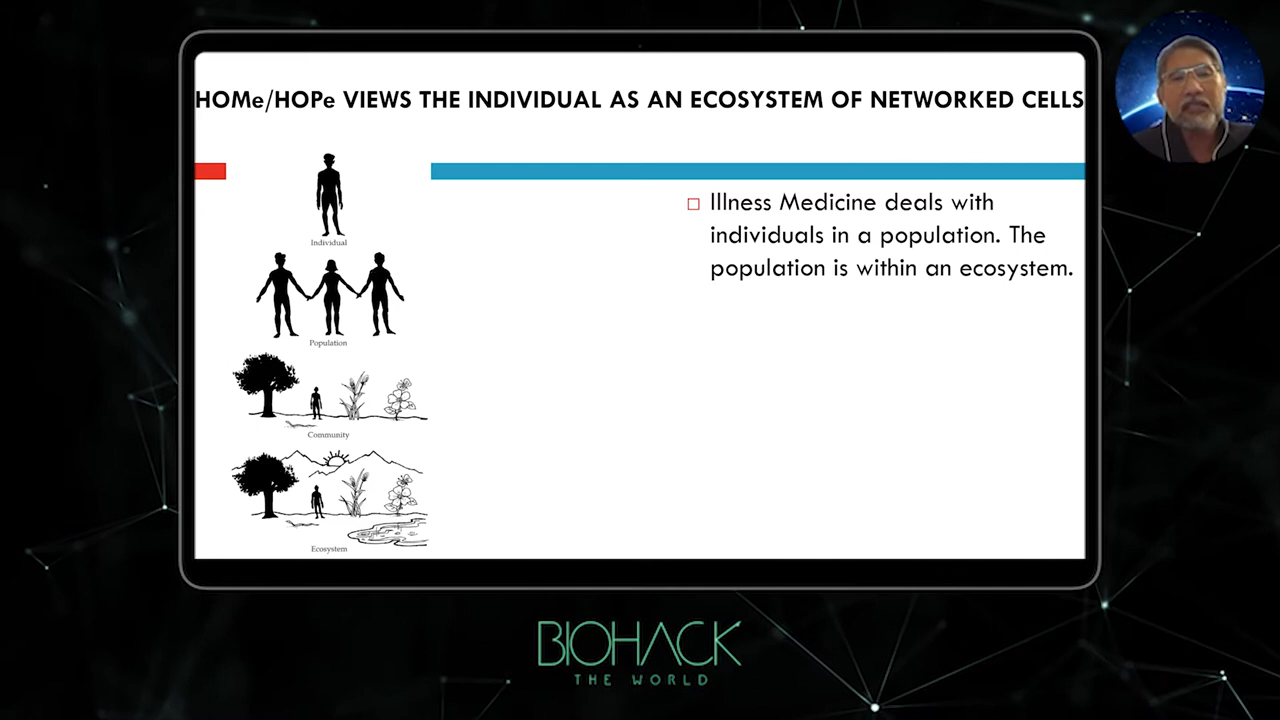 HOMe/HOPe VIEWS THE INDIVIDUAL AS AN ECOSYSTEM OF NETWORKED CELLS
Individual
Population
Community
Ecosystem
Illness Medicine deals with
individuals in a population. The
population is within an ecosystem.
BIOHACK
THE WORLD